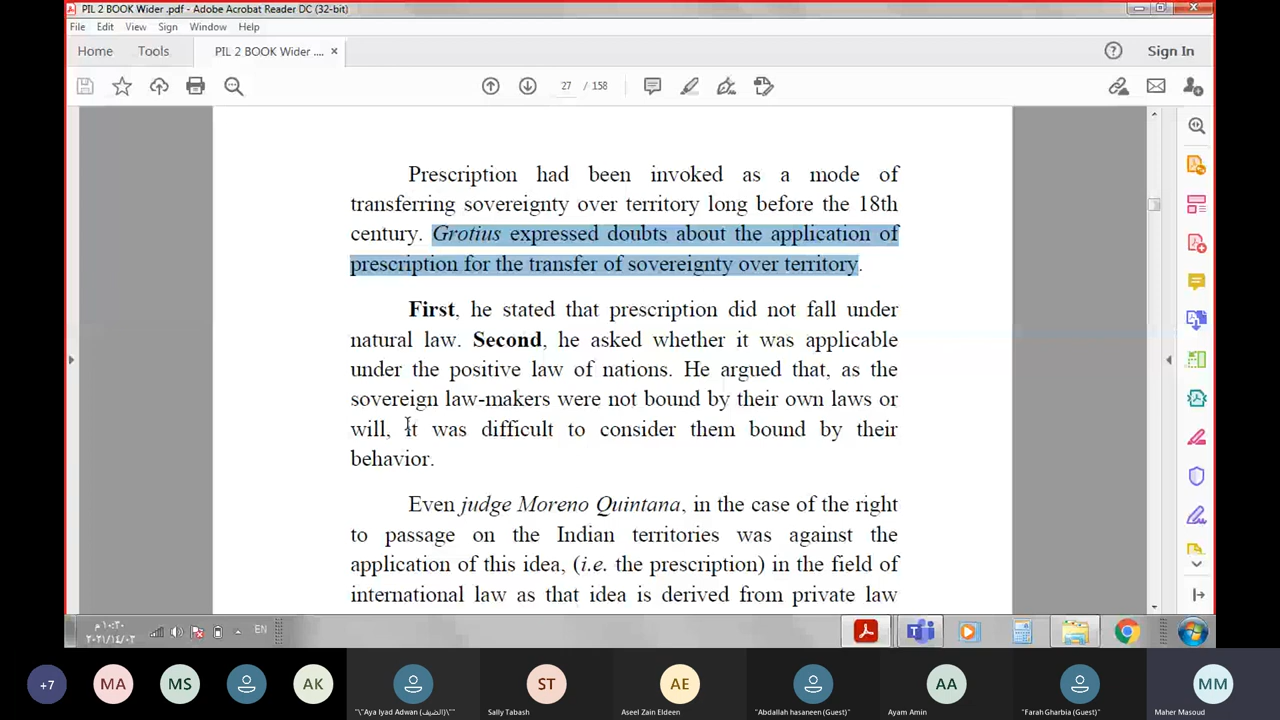 PIL 2 BOOK Wider .pdf - Adobe Acrobat Reader DC (32-bit)
File Edit View Sign Window Help
Home Tools PIL 2 BOOK Wider .... × Sign In
27 / 158
Prescription had been invoked as a mode of
transferring sovereignty over territory long before the 18th
century. Grotius expressed doubts about the application of
prescription for the transfer of sovereignty over territory.
First, he stated that prescription did not fall under
natural law. Second, he asked whether it was applicable
under the positive law of nations. He argued that, as the
sovereign law-makers were not bound by their own laws or
will, it was difficult to consider them bound by their
behavior.
Even judge Moreno Quintana, in the case of the right
to passage on the Indian territories was against the
application of this idea, (i.e. the prescription) in the field of
international law as that idea is derived from private law
EN
١٠:٢٠ م
+7 MA MS AK ST AE AA MM
"\"Aya Iyad Adwan (الضيف)\"" Sally Tabash Aseel Zain Eldeen "Abdallah hasaneen (Guest)" Ayam Amin "Farah Gharbia (Guest)" Maher Masoud